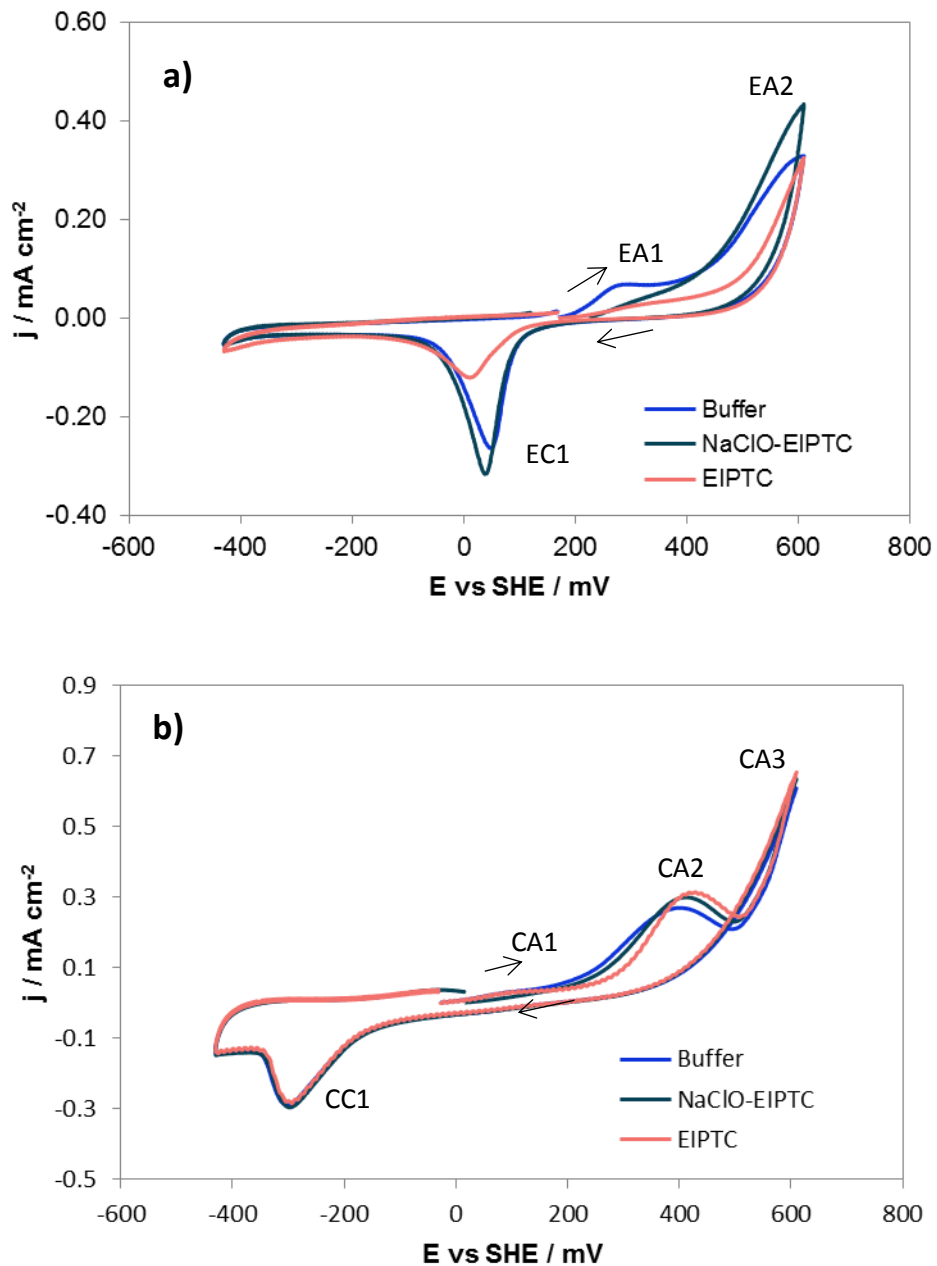 a)
0.60
0.40
0.20
0.00
-0.20
-0.40
j / mA cm-2
EA2
EA1
EC1
Buffer
NaClO-EIPTC
EIPTC
-600 -400 -200 0 200 400 600 800
E vs SHE / mV
b)
0.9
0.7
0.5
0.3
0.1
-0.1
-0.3
-0.5
j / mA cm-2
CA3
CA2
CA1
CC1
Buffer
NaClO-EIPTC
EIPTC
-600 -400 -200 0 200 400 600 800
E vs SHE / mV